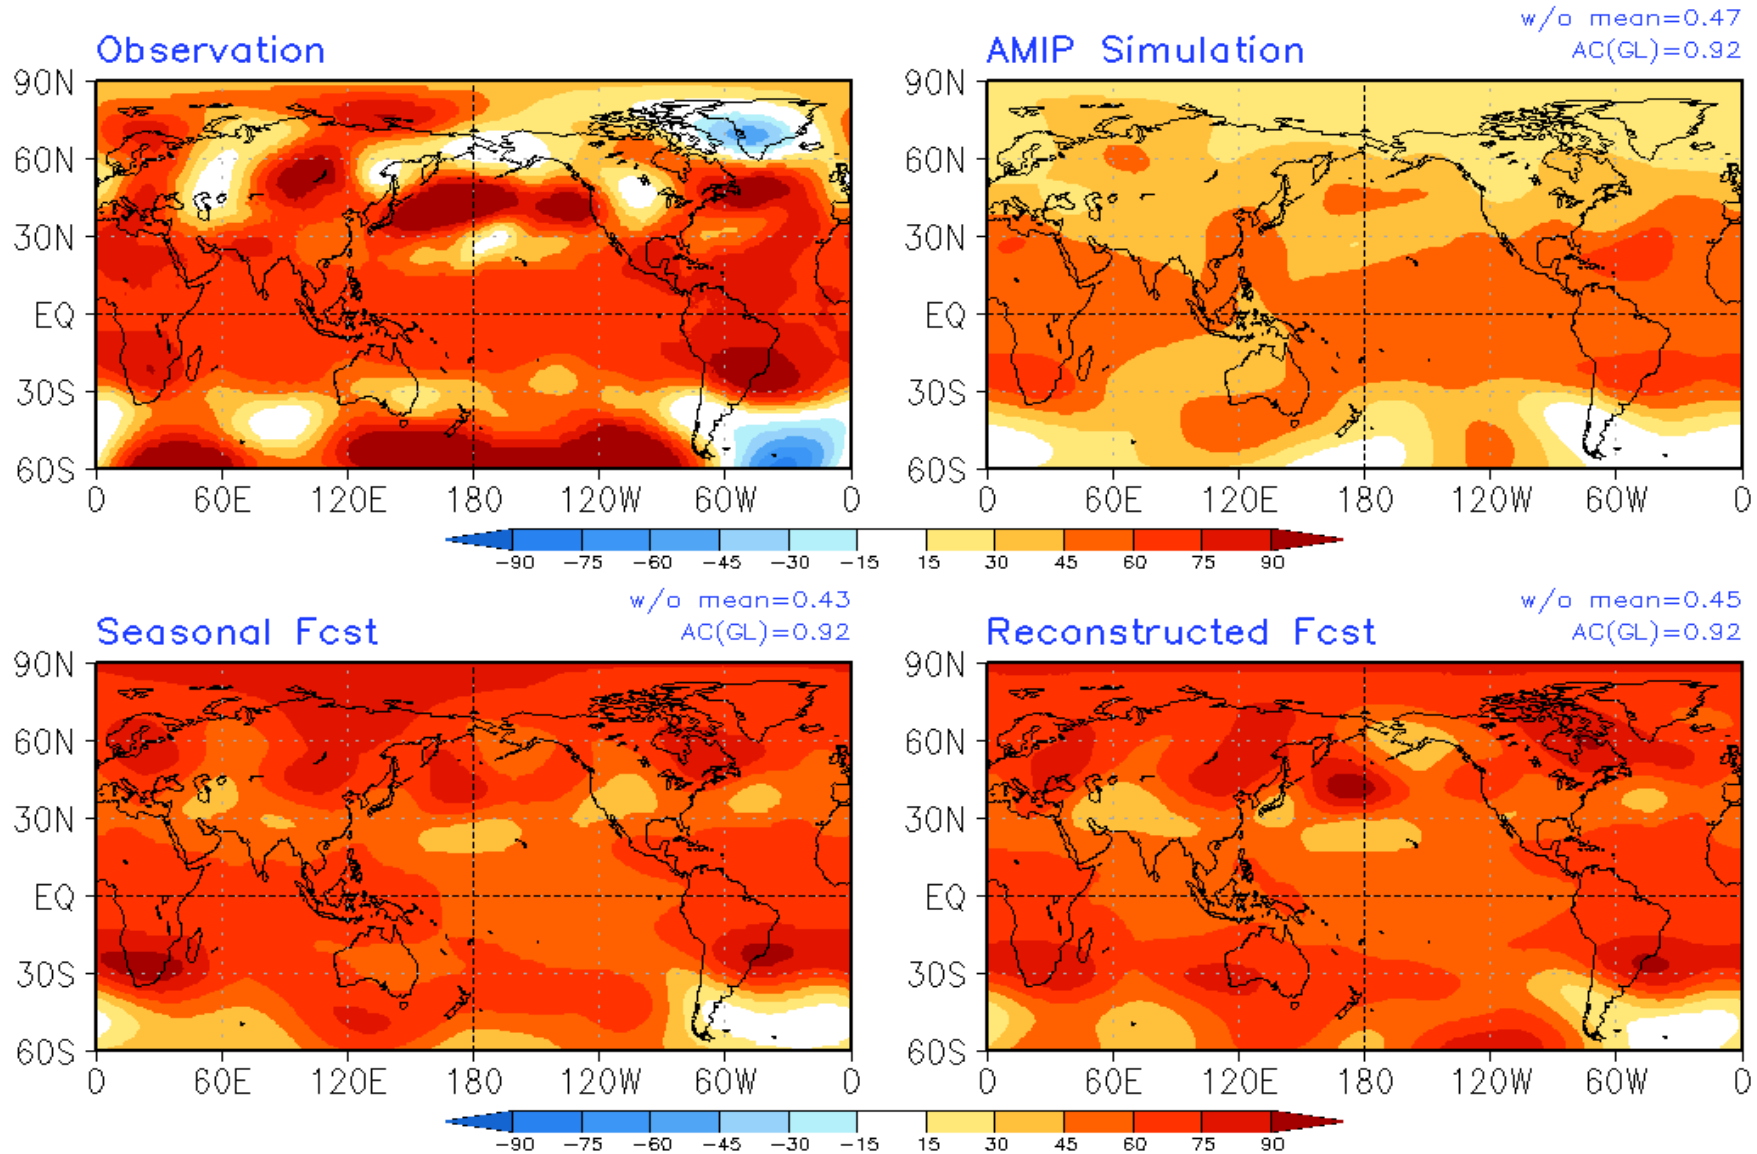 w/o mean=0.47
Observation
AMIP Simulation
AC(GL)=0.92
90N
60N
30N
EQ
30S
60S
0 60E 120E 180 120W 60W 0
90N
60N
30N
EQ
30S
60S
0 60E 120E 180 120W 60W 0
-90 -75 -60 -45 -30 -15 15 30 45 60 75 90
w/o mean=0.43
Seasonal Fcst
AC(GL)=0.92
w/o mean=0.45
Reconstructed Fcst
AC(GL)=0.92
90N
60N
30N
EQ
30S
60S
0 60E 120E 180 120W 60W 0
90N
60N
30N
EQ
30S
60S
0 60E 120E 180 120W 60W 0
-90 -75 -60 -45 -30 -15 15 30 45 60 75 90